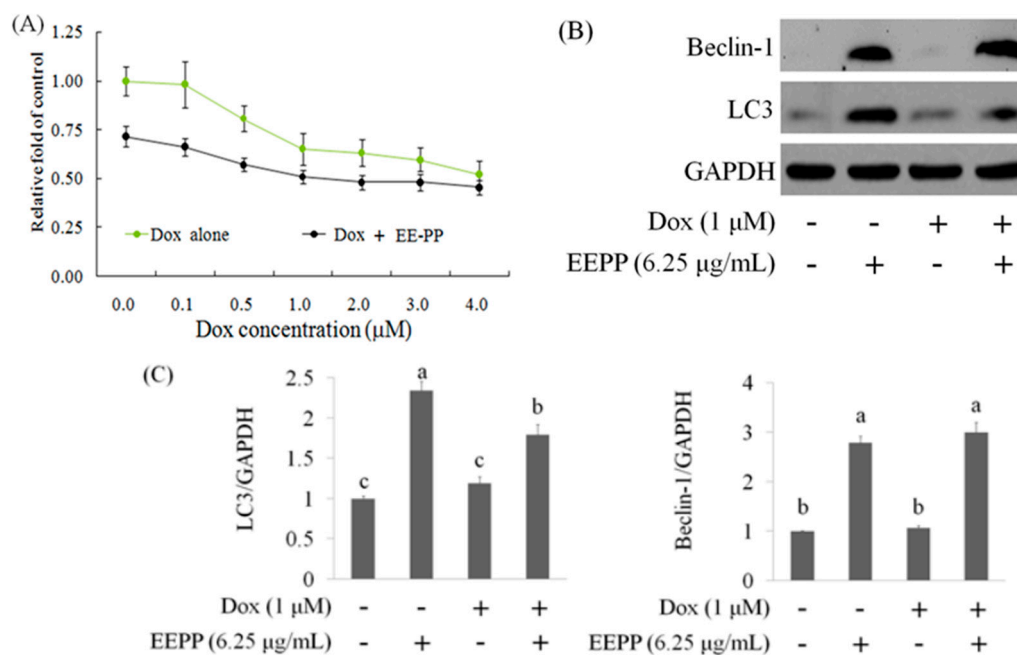 (A)
1.25
1.00
0.75
0.50
0.25
0.00
Relative fold of control
Dox alone
Dox + EE-PP
0.0 0.1 0.5 1.0 2.0 3.0 4.0
Dox concentration (μM)
(B)
Beclin-1
LC3
GAPDH
Dox (1 μM) - - + +
EEPP (6.25 μg/mL) - + - +
(C)
2.5
2
1.5
1
0.5
0
LC3/GAPDH
c a c b
Dox (1 μM) - - + +
EEPP (6.25 μg/mL) - + - +
4
3
2
1
0
Beclin-1/GAPDH
b a b a
Dox (1 μM) - - + +
EEPP (6.25 μg/mL) - + - +